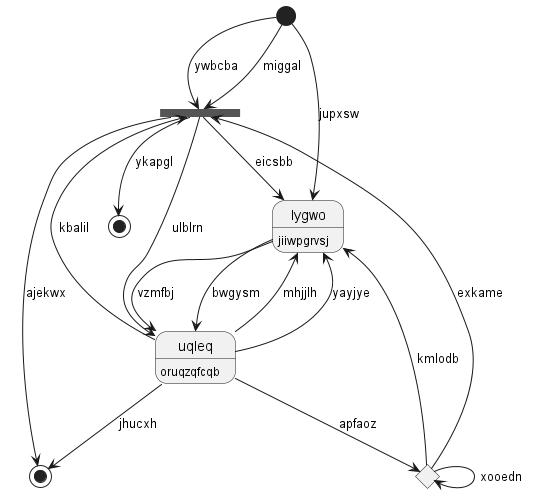 ywbcba
miggal
jupxsw
ykapgl
eicsbb
kbalil
ulblrn
lygwo
jiiwpgrvsj
ajekwx
vzmfbj
bwgysm
mhjjlh
yayjye
exkame
uqleq
oruqzqfcqb
kmlodb
jhucxh
apfaoz
xooedn